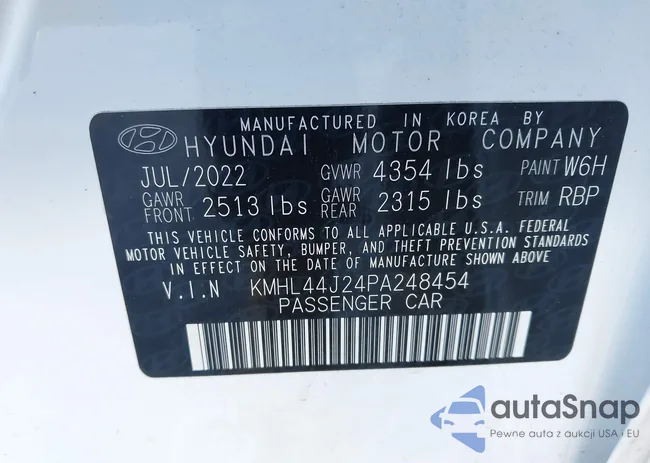 MANUFACTURED IN KOREA BY
HYUNDAI MOTOR COMPANY
JUL/2022 GVWR 4354 lbs PAINT W6H
GAWR FRONT 2513 lbs GAWR REAR 2315 lbs TRIM RBP
THIS VEHICLE CONFORMS TO ALL APPLICABLE U.S.A. FEDERAL
MOTOR VEHICLE SAFETY, BUMPER, AND THEFT PREVENTION STANDARDS
IN EFFECT ON THE DATE OF MANUFACTURE SHOWN ABOVE.
V.I.N KMHL44J24PA248454
PASSENGER CAR
autaSnap
Pewne auta z aukcji USA i EU